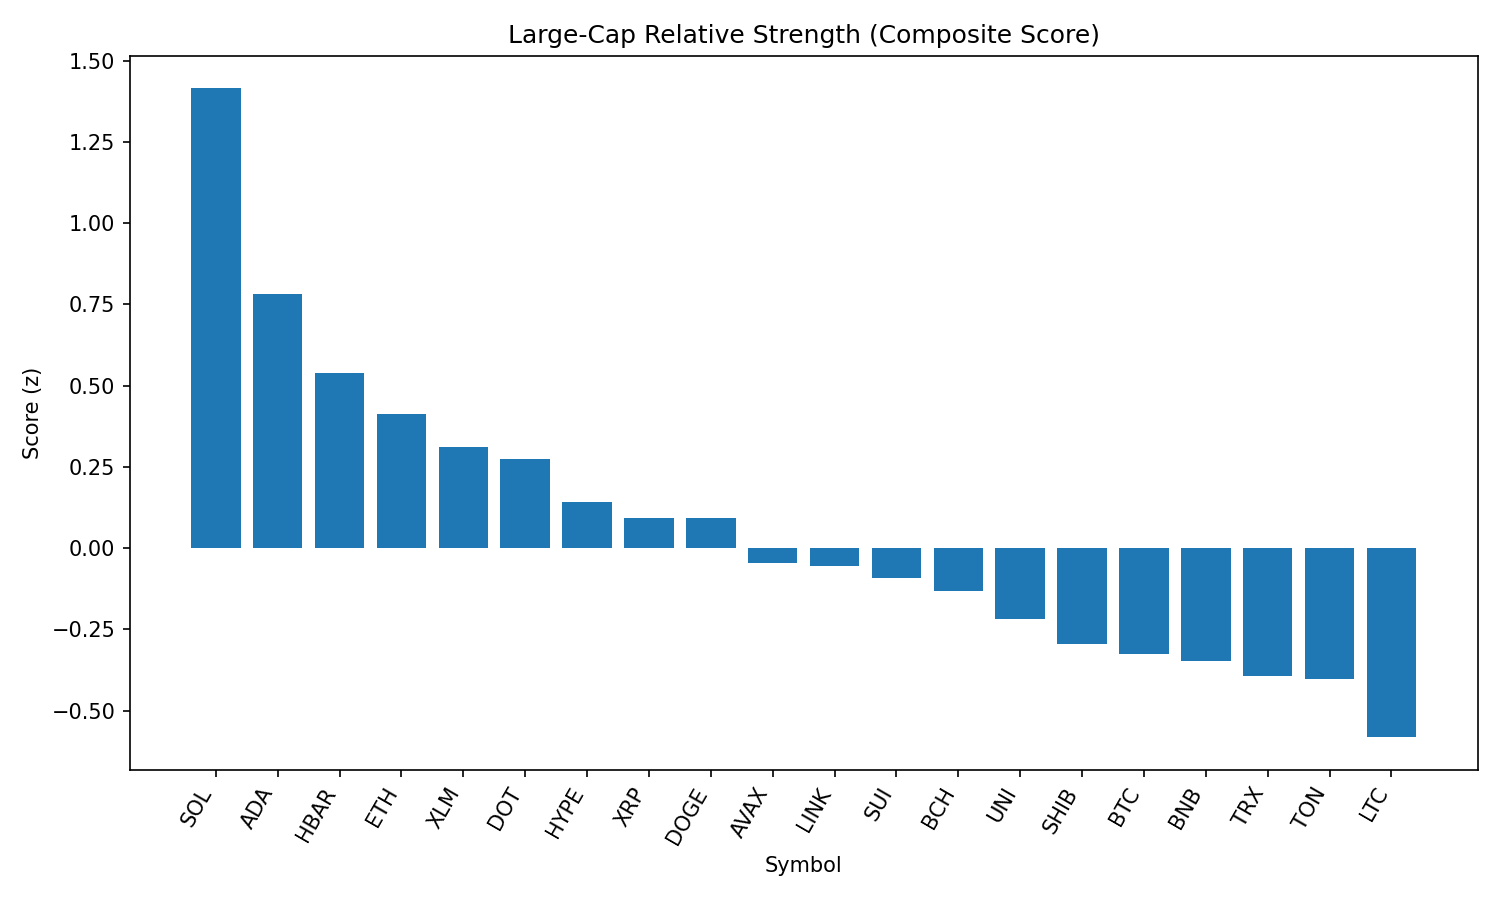 Large-Cap Relative Strength (Composite Score)
1.50
1.25
1.00
0.75
0.50
0.25
0.00
−0.25
−0.50
Score (z)
SOL
ADA
HBAR
ETH
XLM
DOT
HYPE
XRP
DOGE
AVAX
LINK
SUI
BCH
UNI
SHIB
BTC
BNB
TRX
TON
LTC
Symbol